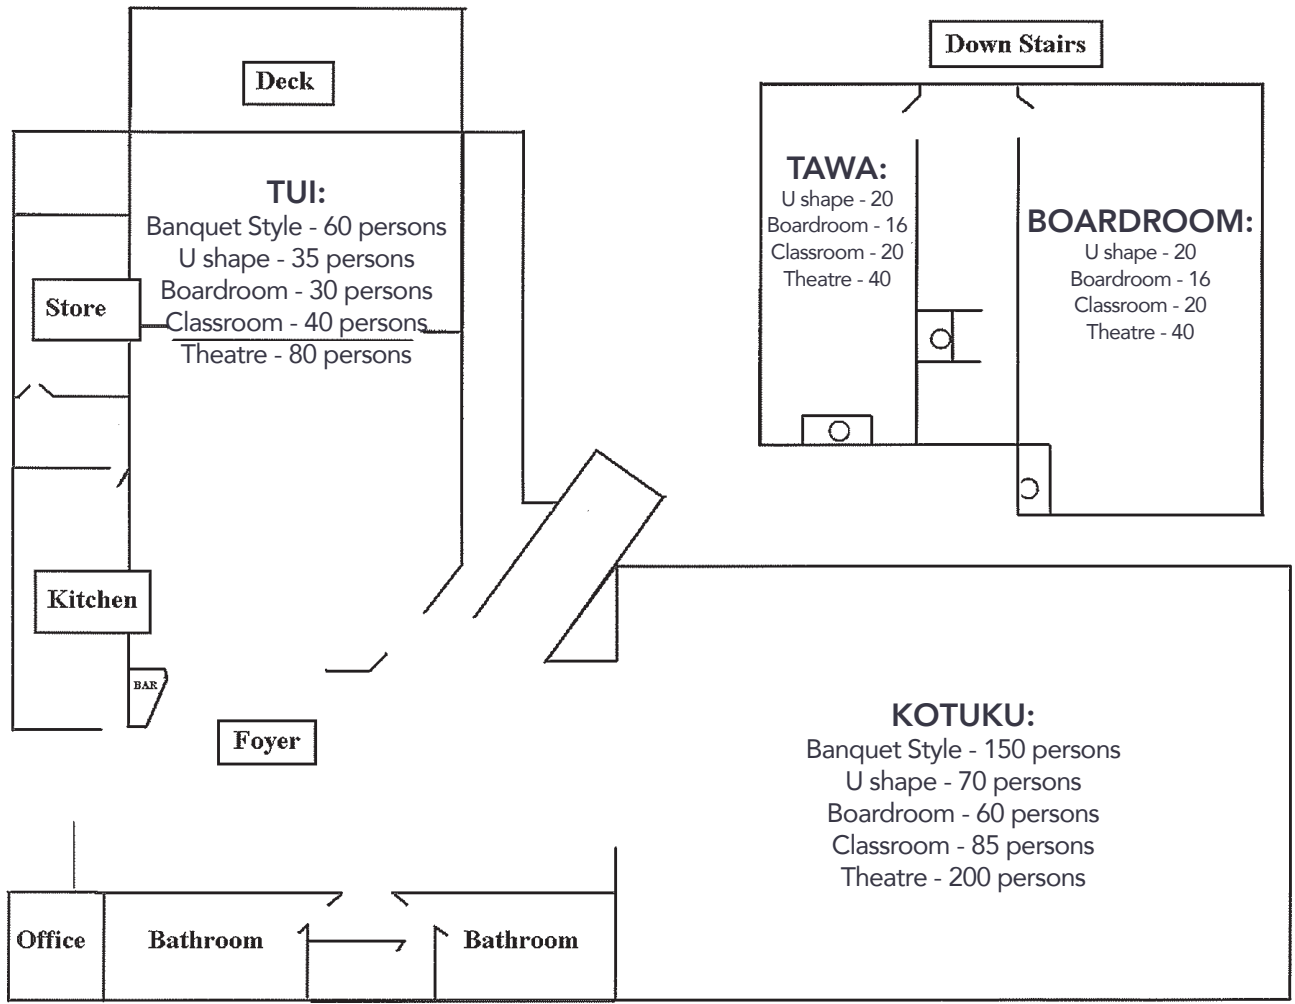 Down Stairs
Deck
TUI:
Banquet Style - 60 persons
U shape - 35 persons
Boardroom - 30 persons
Classroom - 40 persons
Theatre - 80 persons
TAWA:
U shape - 20
Boardroom - 16
Classroom - 20
Theatre - 40
BOARDROOM:
U shape - 20
Boardroom - 16
Classroom - 20
Theatre - 40
Store
Kitchen
BAR
Foyer
KOTUKU:
Banquet Style - 150 persons
U shape - 70 persons
Boardroom - 60 persons
Classroom - 85 persons
Theatre - 200 persons
Office
Bathroom
Bathroom